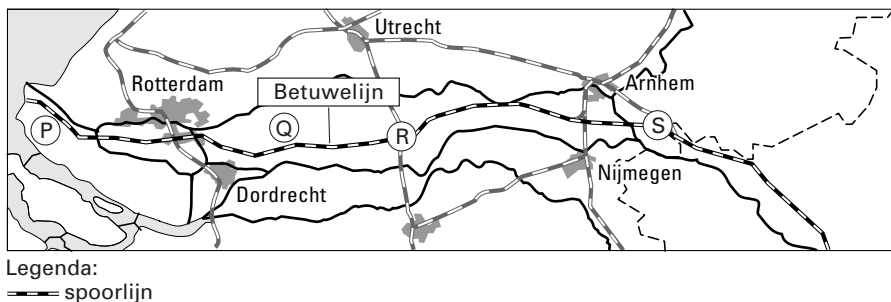 Utrecht
Rotterdam
Betuwelijn
Arnhem
P
Q
R
S
Dordrecht
Nijmegen
Legenda:
spoorlijn